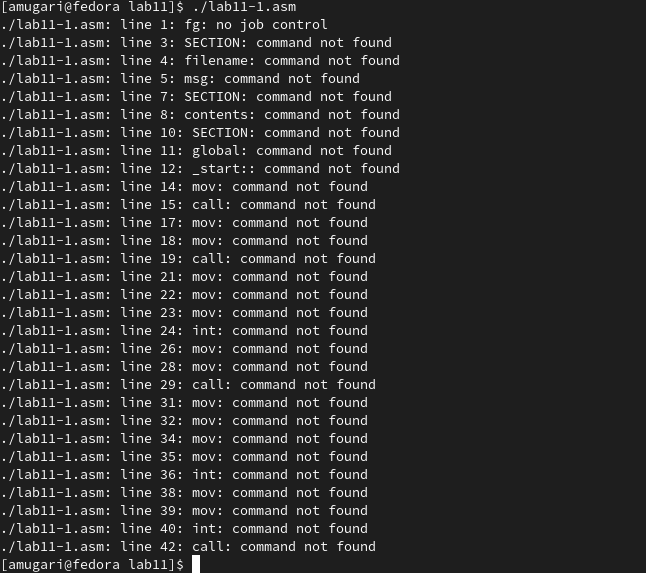 [amugari@fedora lab11]$ ./lab11-1.asm
./lab11-1.asm: line 1: fg: no job control
./lab11-1.asm: line 3: SECTION: command not found
./lab11-1.asm: line 4: filename: command not found
./lab11-1.asm: line 5: msg: command not found
./lab11-1.asm: line 7: SECTION: command not found
./lab11-1.asm: line 8: contents: command not found
./lab11-1.asm: line 10: SECTION: command not found
./lab11-1.asm: line 11: global: command not found
./lab11-1.asm: line 12: _start:: command not found
./lab11-1.asm: line 14: mov: command not found
./lab11-1.asm: line 15: call: command not found
./lab11-1.asm: line 17: mov: command not found
./lab11-1.asm: line 18: mov: command not found
./lab11-1.asm: line 19: call: command not found
./lab11-1.asm: line 21: mov: command not found
./lab11-1.asm: line 22: mov: command not found
./lab11-1.asm: line 23: mov: command not found
./lab11-1.asm: line 24: int: command not found
./lab11-1.asm: line 26: mov: command not found
./lab11-1.asm: line 28: mov: command not found
./lab11-1.asm: line 29: call: command not found
./lab11-1.asm: line 31: mov: command not found
./lab11-1.asm: line 32: mov: command not found
./lab11-1.asm: line 34: mov: command not found
./lab11-1.asm: line 35: mov: command not found
./lab11-1.asm: line 36: int: command not found
./lab11-1.asm: line 38: mov: command not found
./lab11-1.asm: line 39: mov: command not found
./lab11-1.asm: line 40: int: command not found
./lab11-1.asm: line 42: call: command not found
[amugari@fedora lab11]$